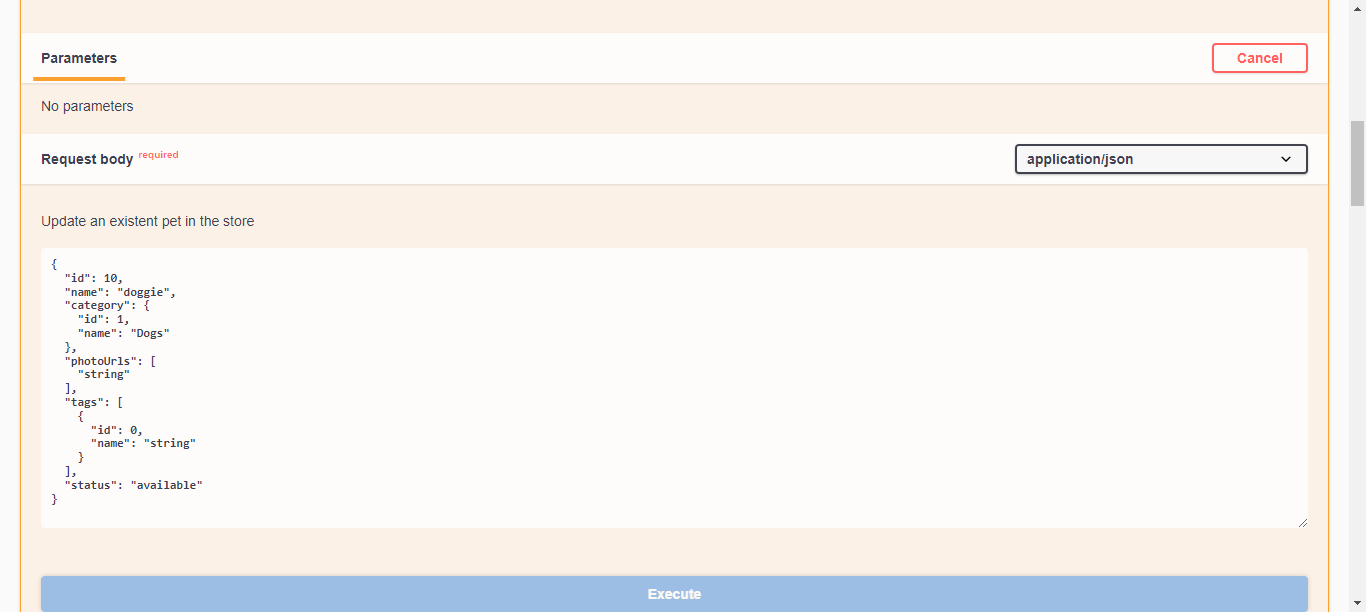 Parameters
Cancel
No parameters
Request body required
application/json
Update an existent pet in the store
{
  "id": 10,
  "name": "doggie",
  "category": {
    "id": 1,
    "name": "Dogs"
  },
  "photoUrls": [
    "string"
  ],
  "tags": [
    {
      "id": 0,
      "name": "string"
    }
  ],
  "status": "available"
}
Execute